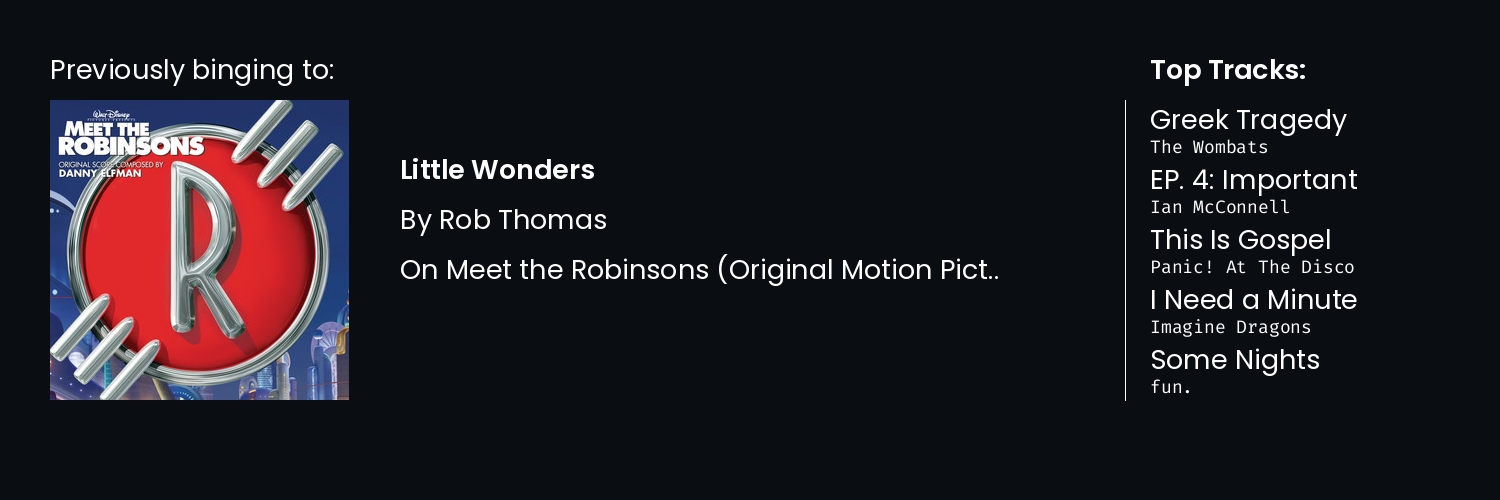 Previously binging to:
WALT DISNEY
PICTURES PRESENTS
MEET THE
ROBINSONS
ORIGINAL SCORE COMPOSED BY
DANNY ELFMAN
R
Little Wonders
By Rob Thomas
On Meet the Robinsons (Original Motion Pict..
Top Tracks:
Greek Tragedy
The Wombats
EP. 4: Important
Ian McConnell
This Is Gospel
Panic! At The Disco
I Need a Minute
Imagine Dragons
Some Nights
fun.